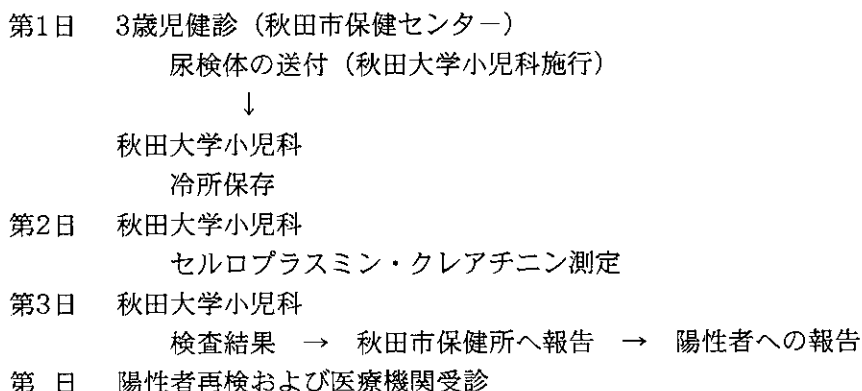 第1日 3歳児健診（秋田市保健センター）
尿検体の送付（秋田大学小児科施行）
↓
秋田大学小児科
冷所保存
第2日 秋田大学小児科
セルロプラスミン・クレアチニン測定
第3日 秋田大学小児科
検査結果 → 秋田市保健所へ報告 → 陽性者への報告
第 日 陽性者再検および医療機関受診